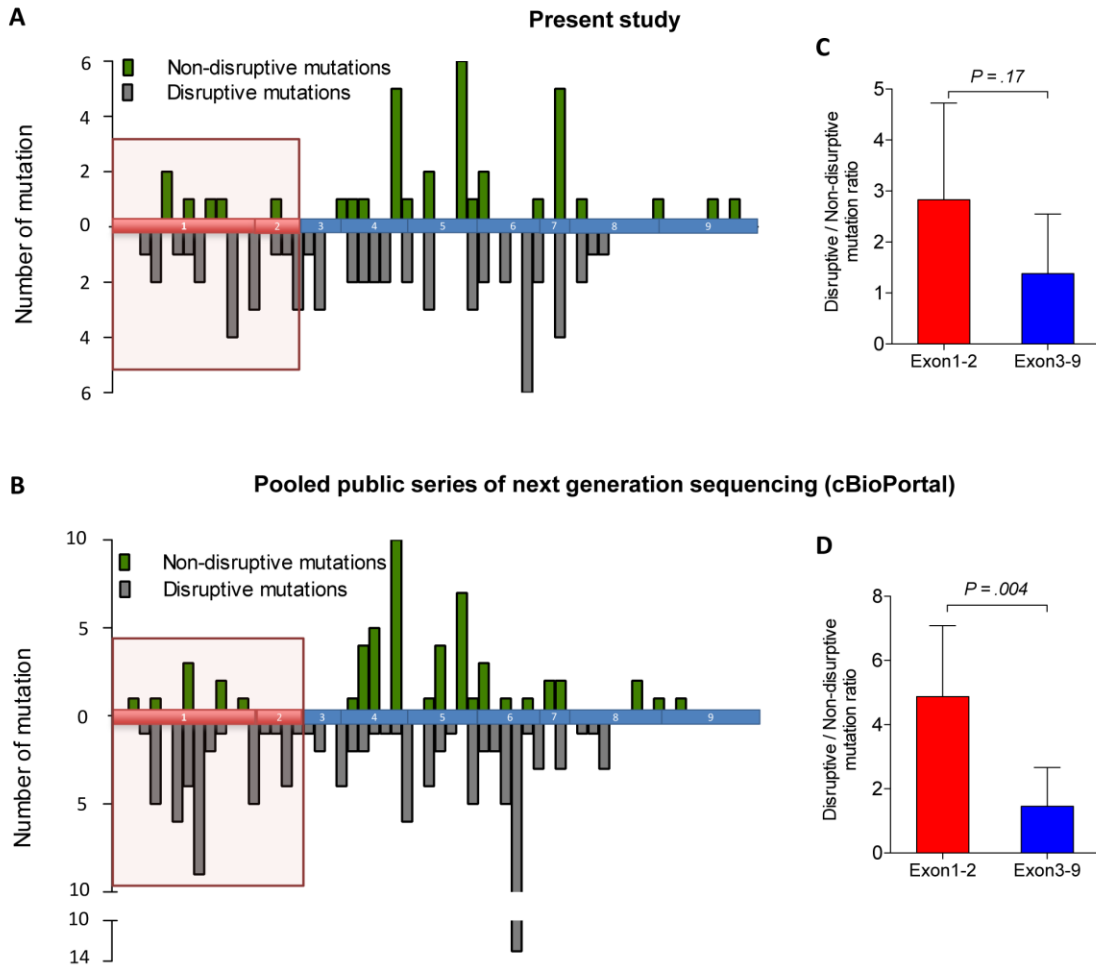 A
Present study
Non-disruptive mutations
Disruptive mutations
Number of mutation
6
4
2
0
2
4
6
1 2 3 4 5 6 7 8 9
C
P = .17
Disruptive / Non-disurptive
mutation ratio
5
4
3
2
1
0
Exon1-2 Exon3-9
B
Pooled public series of next generation sequencing (cBioPortal)
Non-disruptive mutations
Disruptive mutations
Number of mutation
10
5
0
5
10
10
14
1 2 3 4 5 6 7 8 9
D
P = .004
Disruptive / Non-disurptive
mutation ratio
8
6
4
2
0
Exon1-2 Exon3-9